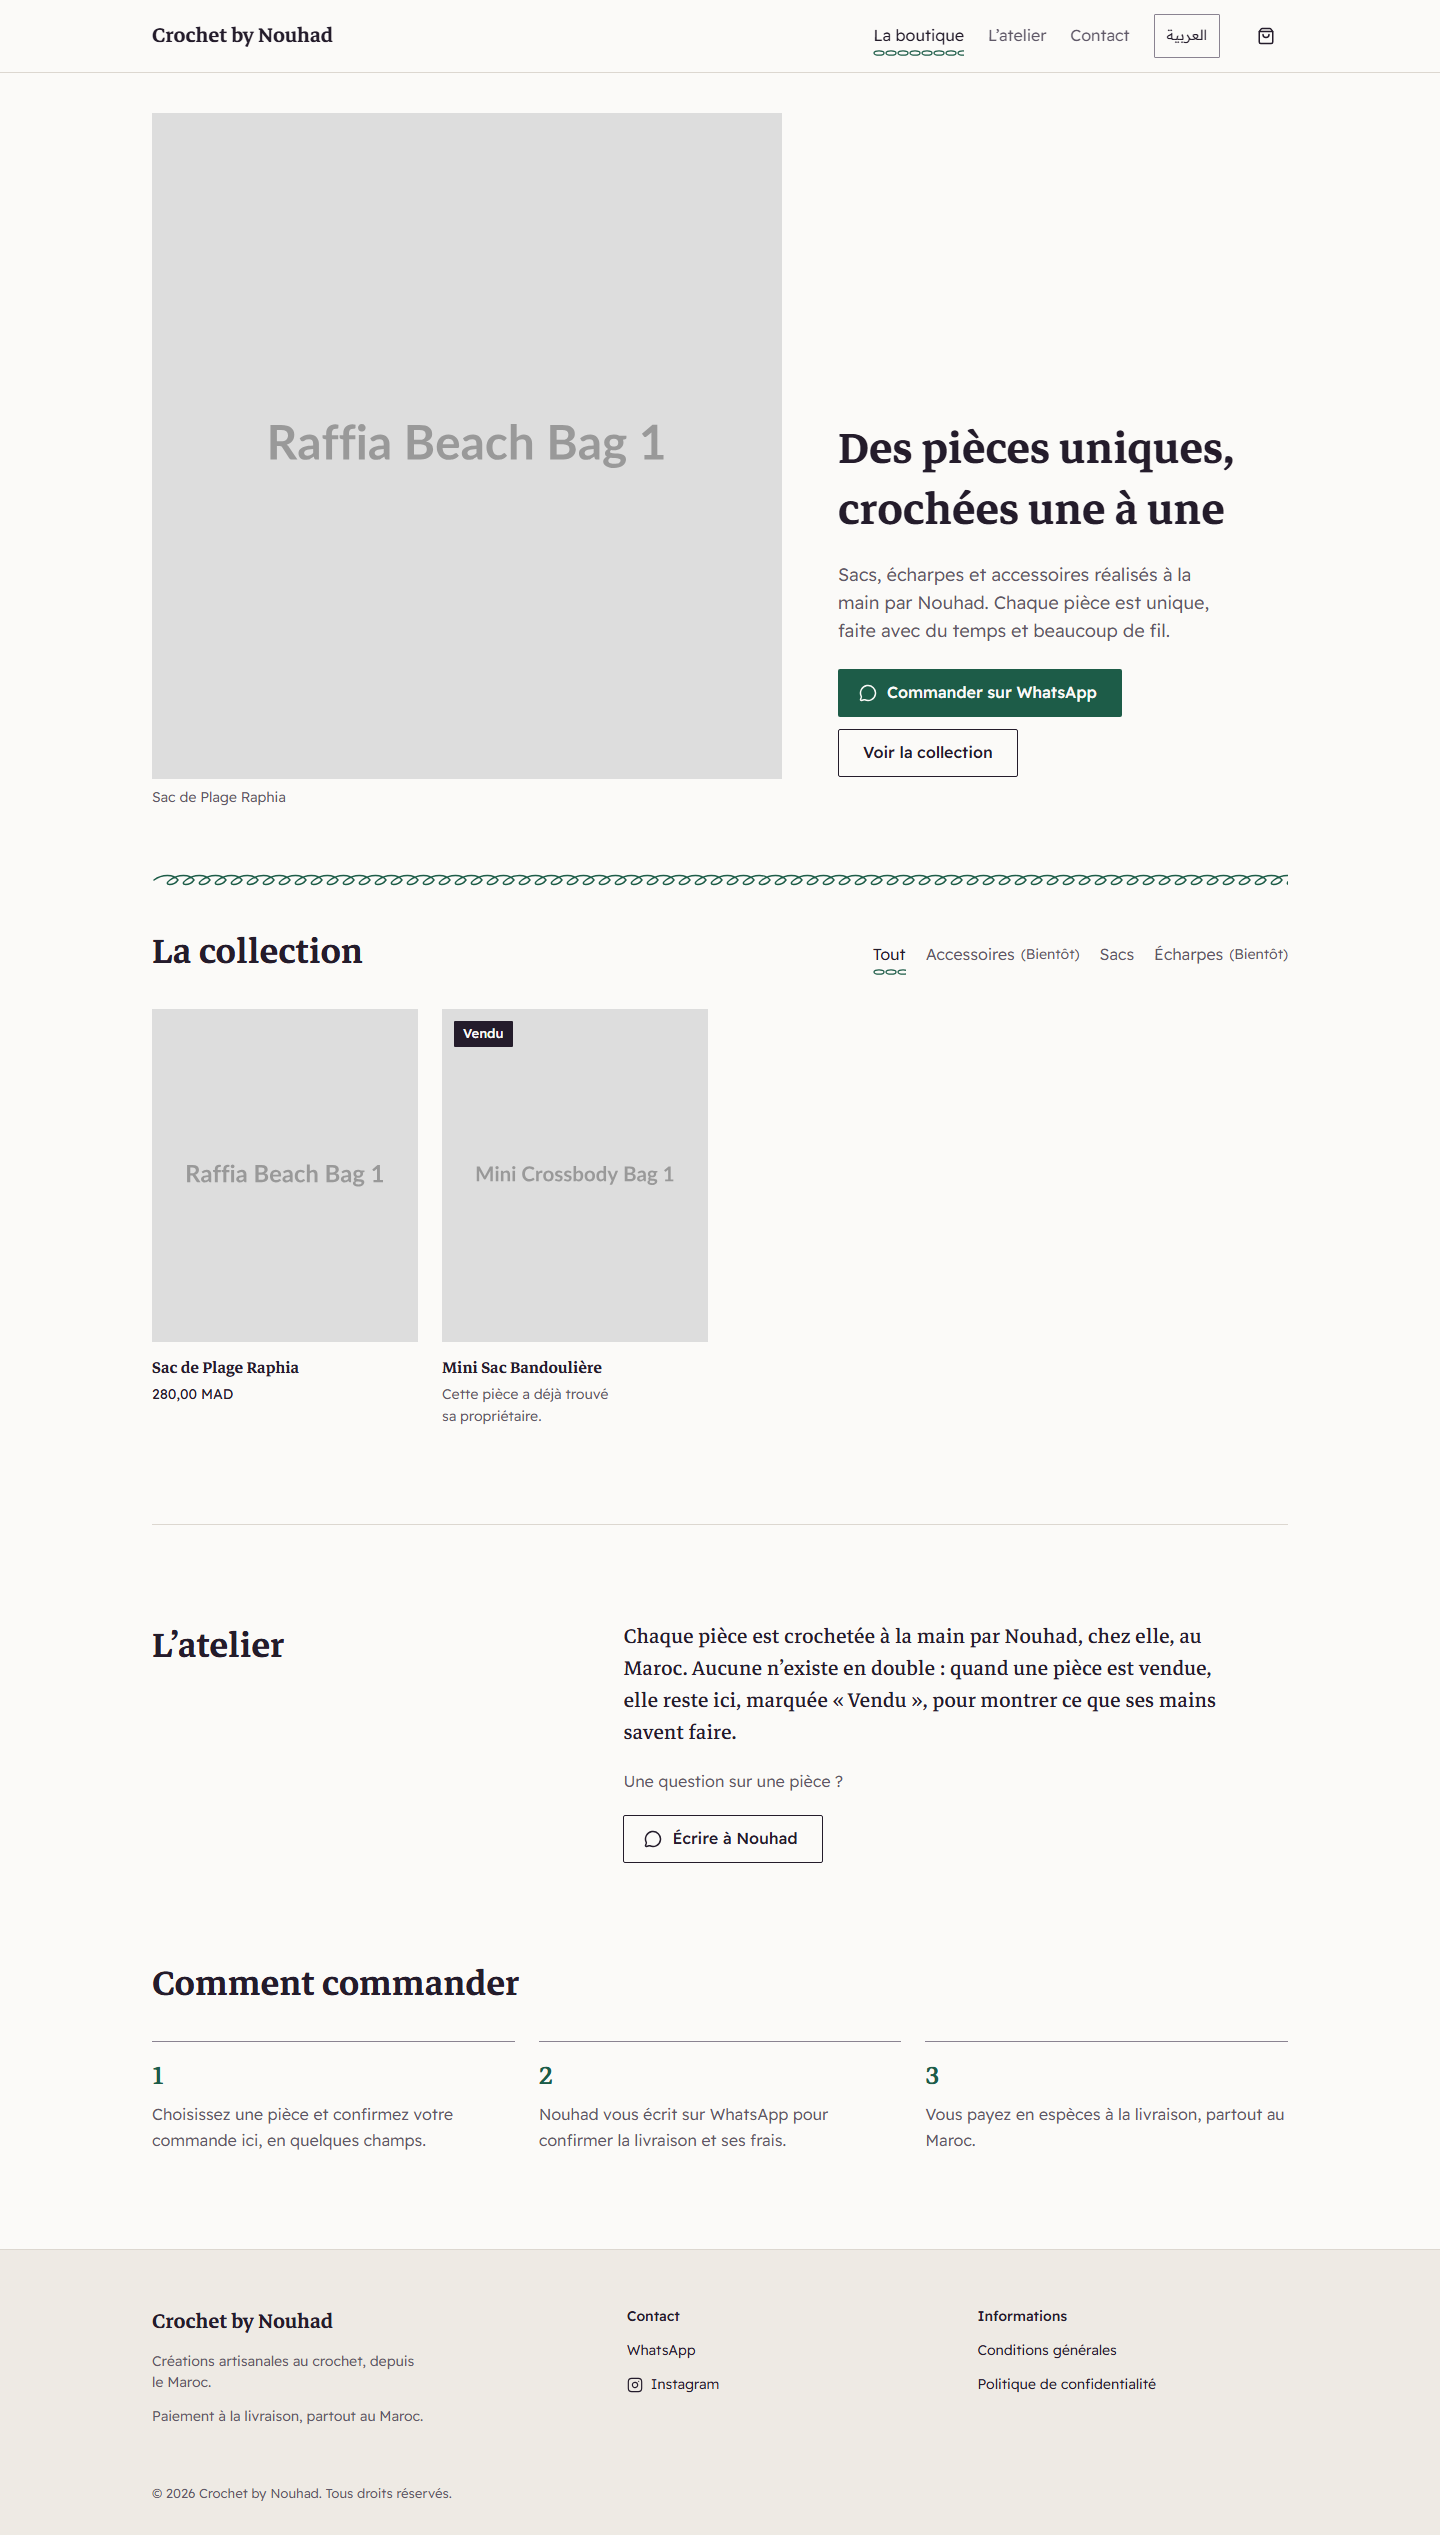 Crochet by Nouhad
La boutique
L’atelier
Contact
العربية
Raffia Beach Bag 1
Sac de Plage Raphia
Des pièces uniques,
crochées une à une
Sacs, écharpes et accessoires réalisés à la
main par Nouhad. Chaque pièce est unique,
faite avec du temps et beaucoup de fil.
Commander sur WhatsApp
Voir la collection
La collection
Tout
Accessoires (Bientôt)
Sacs
Écharpes (Bientôt)
Raffia Beach Bag 1
Sac de Plage Raphia
280,00 MAD
Vendu
Mini Crossbody Bag 1
Mini Sac Bandoulière
Cette pièce a déjà trouvé
sa propriétaire.
L’atelier
Chaque pièce est crochetée à la main par Nouhad, chez elle, au
Maroc. Aucune n’existe en double : quand une pièce est vendue,
elle reste ici, marquée « Vendu », pour montrer ce que ses mains
savent faire.
Une question sur une pièce ?
Écrire à Nouhad
Comment commander
1
Choisissez une pièce et confirmez votre
commande ici, en quelques champs.
2
Nouhad vous écrit sur WhatsApp pour
confirmer la livraison et ses frais.
3
Vous payez en espèces à la livraison, partout au
Maroc.
Crochet by Nouhad
Créations artisanales au crochet, depuis
le Maroc.
Paiement à la livraison, partout au Maroc.
Contact
WhatsApp
Instagram
Informations
Conditions générales
Politique de confidentialité
© 2026 Crochet by Nouhad. Tous droits réservés.